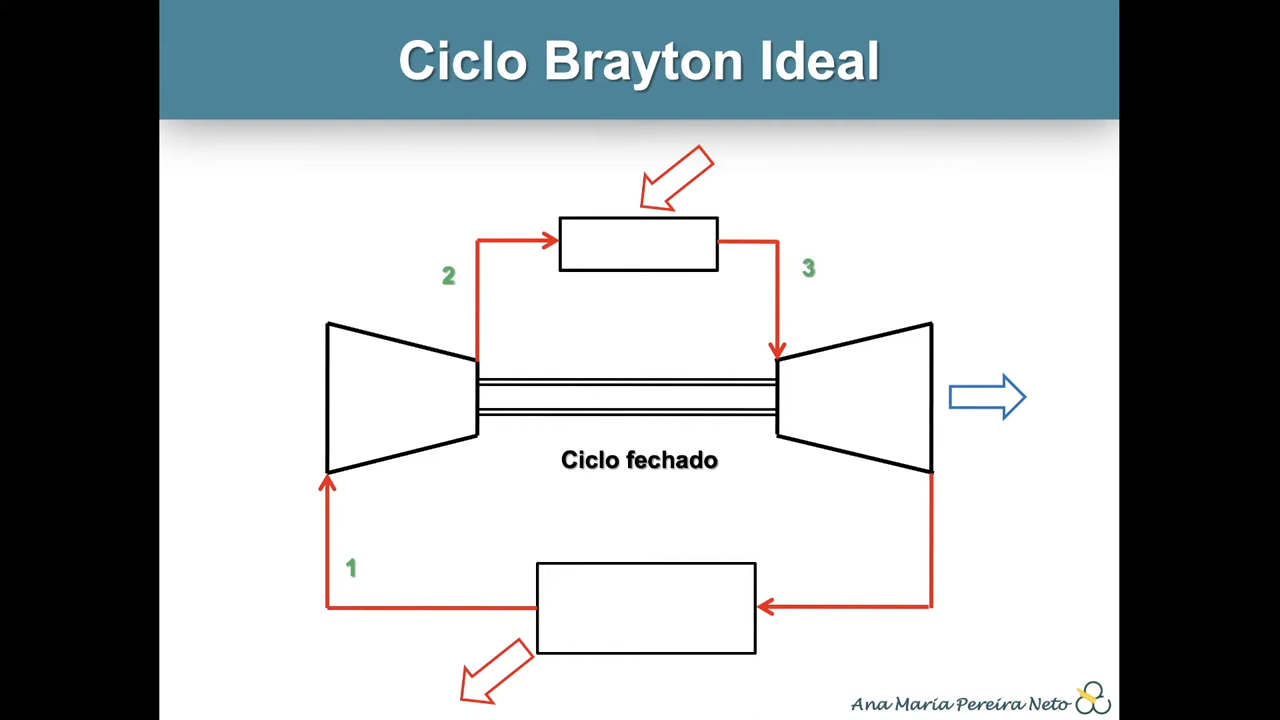 Ciclo Brayton Ideal
2
3
Ciclo fechado
1
Ana Maria Pereira Neto